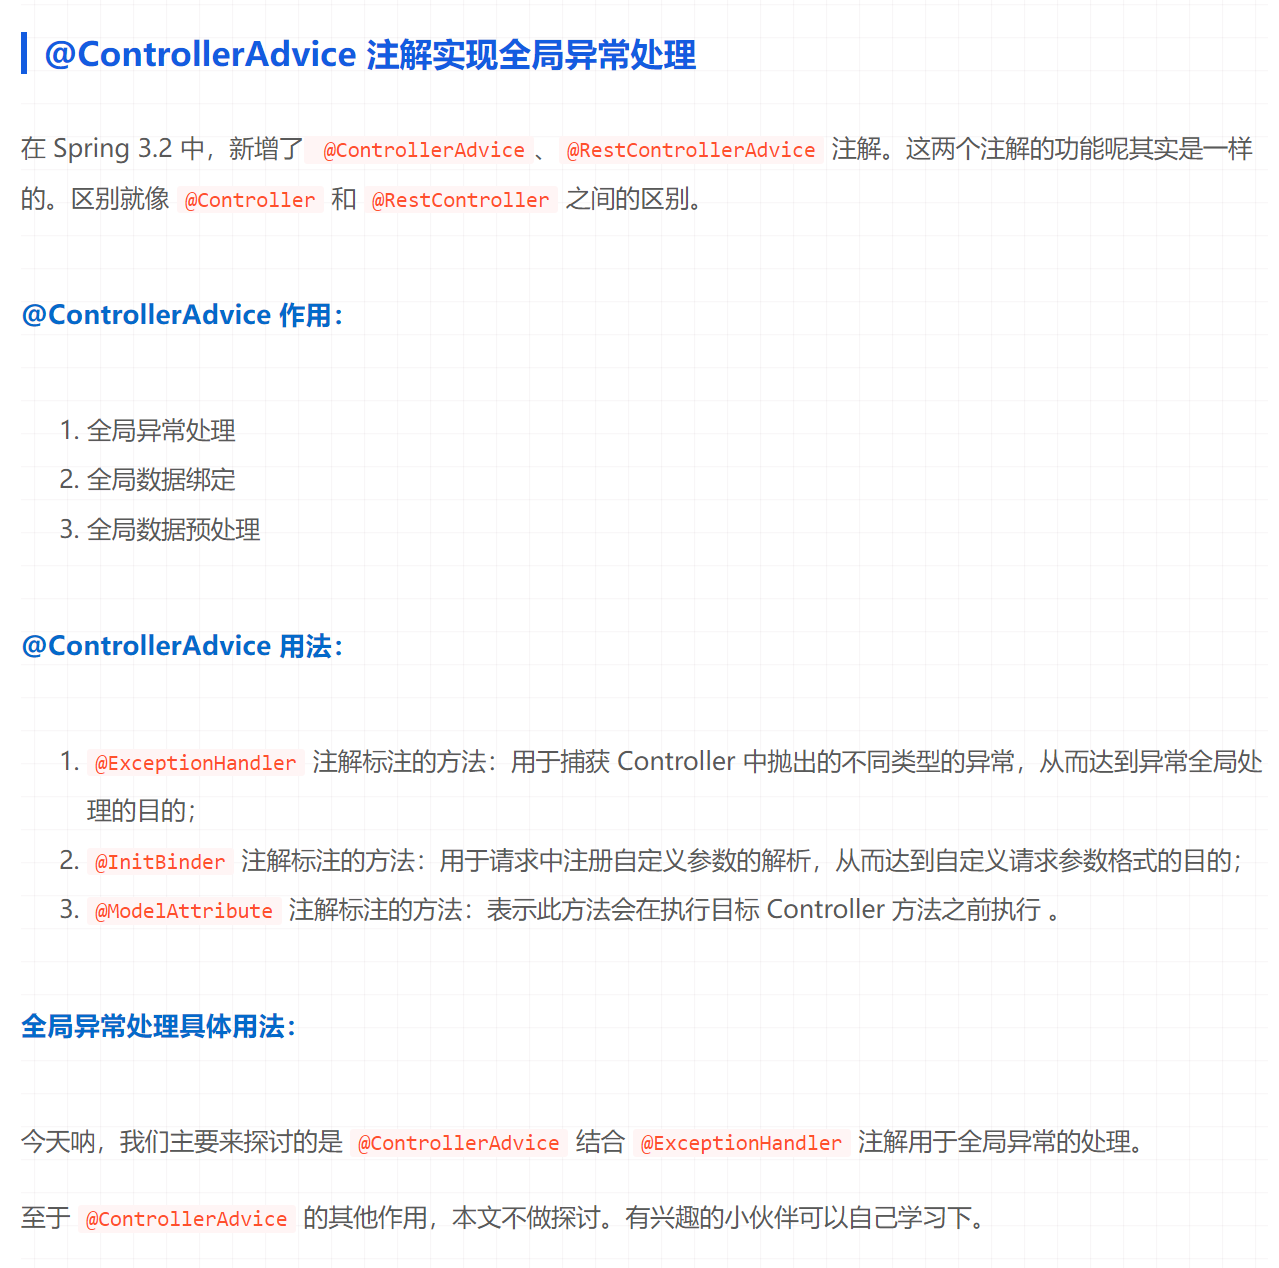 @ControllerAdvice 注解实现全局异常处理
在 Spring 3.2 中，新增了 @ControllerAdvice 、 @RestControllerAdvice 注解。这两个注解的功能呢其实是一样
的。区别就像 @Controller 和 @RestController 之间的区别。
@ControllerAdvice 作用：
1. 全局异常处理
2. 全局数据绑定
3. 全局数据预处理
@ControllerAdvice 用法：
1. @ExceptionHandler 注解标注的方法：用于捕获 Controller 中抛出的不同类型的异常，从而达到异常全局处
理的目的；
2. @InitBinder 注解标注的方法：用于请求中注册自定义参数的解析，从而达到自定义请求参数格式的目的；
3. @ModelAttribute 注解标注的方法：表示此方法会在执行目标 Controller 方法之前执行 。
全局异常处理具体用法：
今天呐，我们主要来探讨的是 @ControllerAdvice 结合 @ExceptionHandler 注解用于全局异常的处理。
至于 @ControllerAdvice 的其他作用，本文不做探讨。有兴趣的小伙伴可以自己学习下。